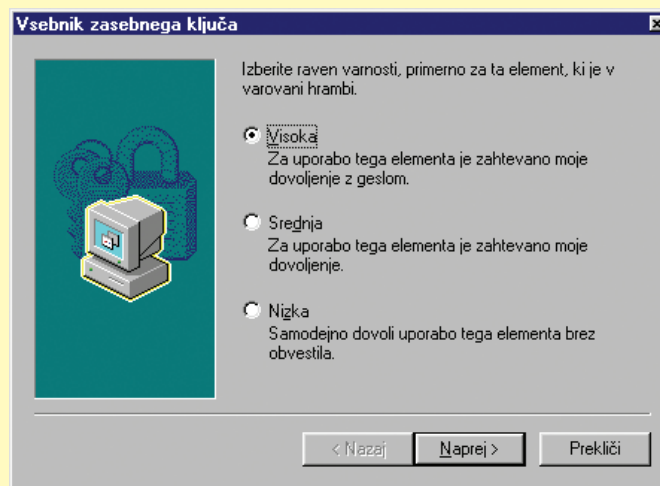 Vsebnik zasebnega ključa
Izberite raven varnosti, primerno za ta element, ki je v
varovani hrambi.
Visoka
Za uporabo tega elementa je zahtevano moje
dovoljenje z geslom.
Srednja
Za uporabo tega elementa je zahtevano moje
dovoljenje.
Nizka
Samodejno dovoli uporabo tega elementa brez
obvestila.
< Nazaj
Naprej >
Prekliči